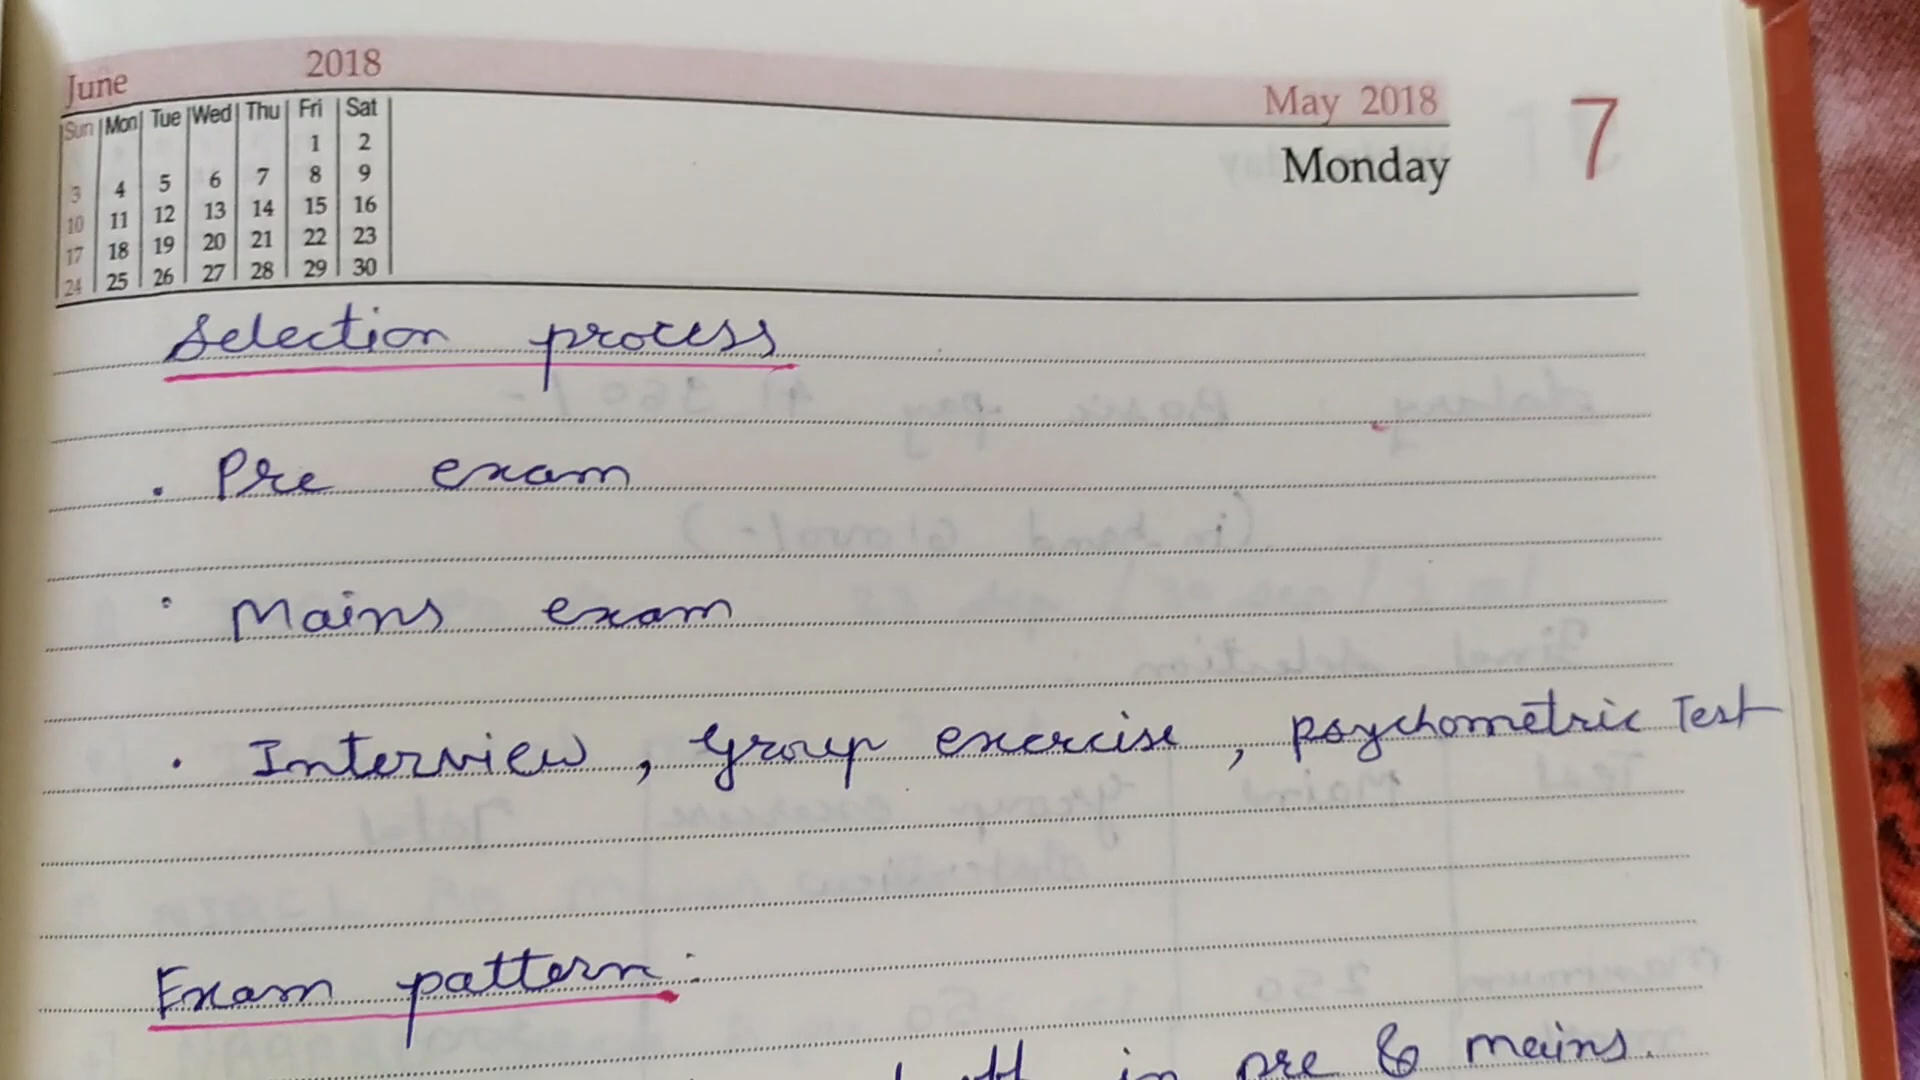 June 2018
May 2018 7
Monday
Sun Mon Tue Wed Thu Fri Sat
1 2
3 4 5 6 7 8 9
10 11 12 13 14 15 16
17 18 19 20 21 22 23
24 25 26 27 28 29 30
Selection process
. Pre exam
. Mains exam
. Interview , group exercise , psychometric Test
Exam pattern :
in pre & mains.